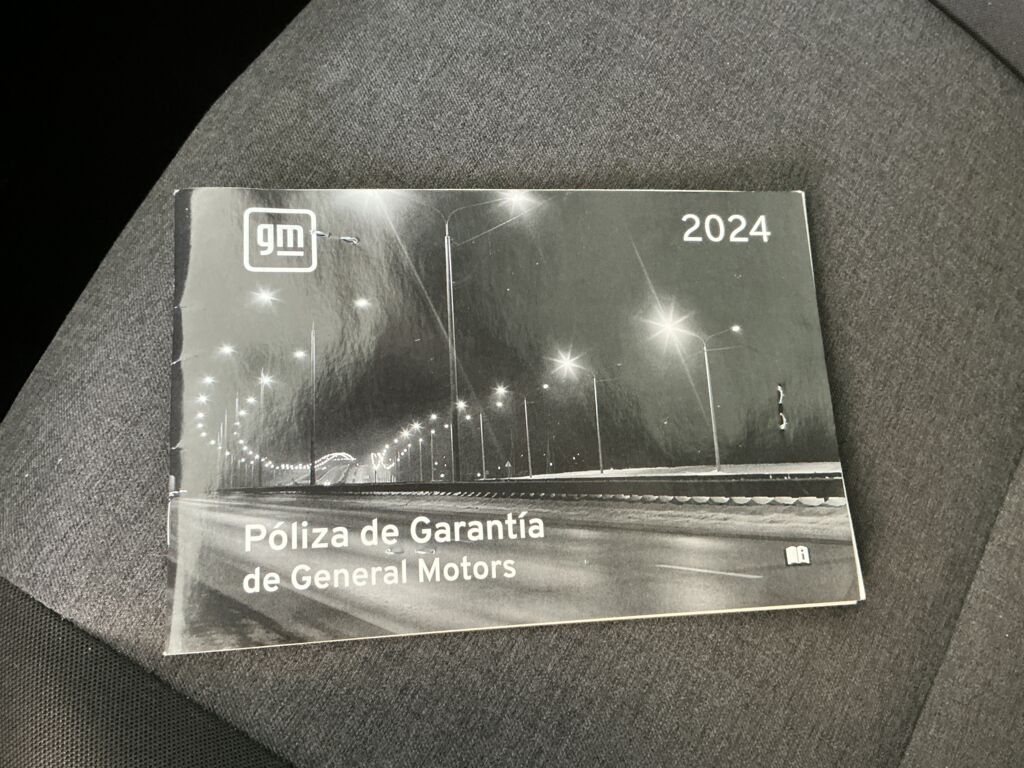 gm
2024
Póliza de Garantía
de General Motors